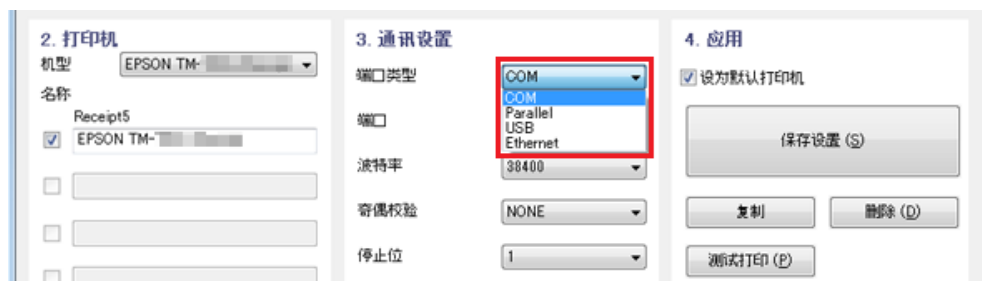 2. 打印机
机型
EPSON TM-
名称
Receipt5
EPSON TM-
3. 通讯设置
端口类型
COM
COM
Parallel
USB
Ethernet
端口
波特率
38400
奇偶校验
NONE
停止位
1
4. 应用
设为默认打印机
保存设置 (S)
复制
删除 (D)
测试打印 (P)